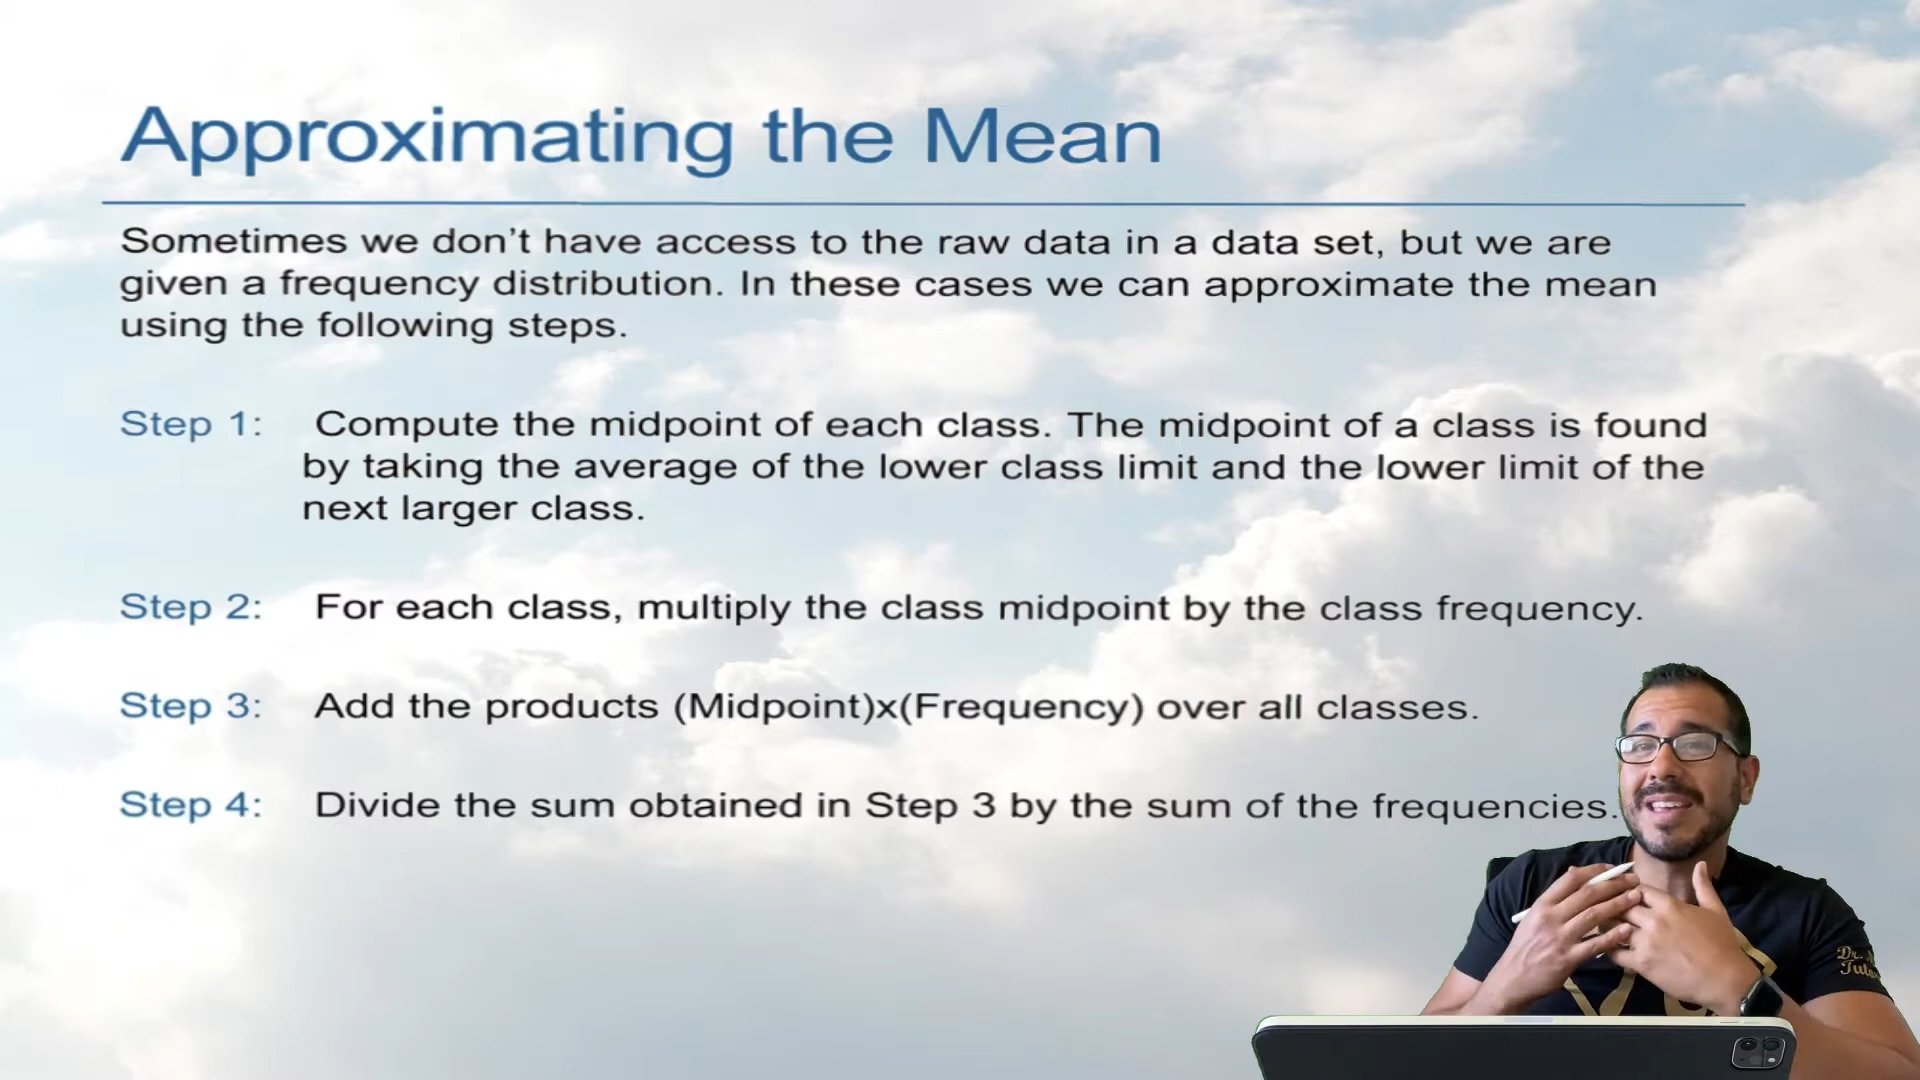 Approximating the Mean
Sometimes we don't have access to the raw data in a data set, but we are
given a frequency distribution. In these cases we can approximate the mean
using the following steps.
Step 1: Compute the midpoint of each class. The midpoint of a class is found
by taking the average of the lower class limit and the lower limit of the
next larger class.
Step 2: For each class, multiply the class midpoint by the class frequency.
Step 3: Add the products (Midpoint)x(Frequency) over all classes.
Step 4: Divide the sum obtained in Step 3 by the sum of the frequencies.
Dr.